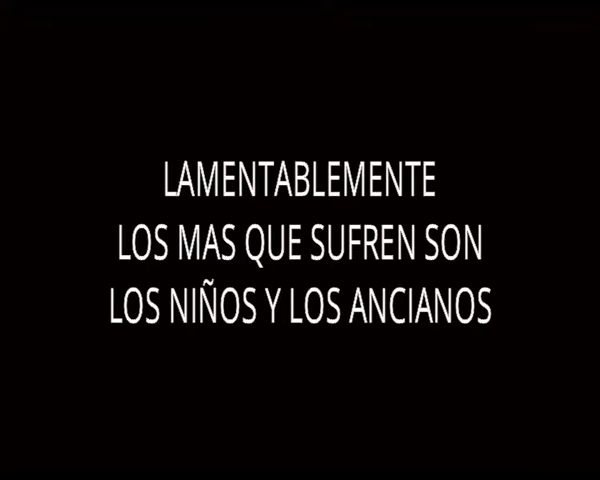 LAMENTABLEMENTE
LOS MAS QUE SUFREN SON
LOS NIÑOS Y LOS ANCIANOS